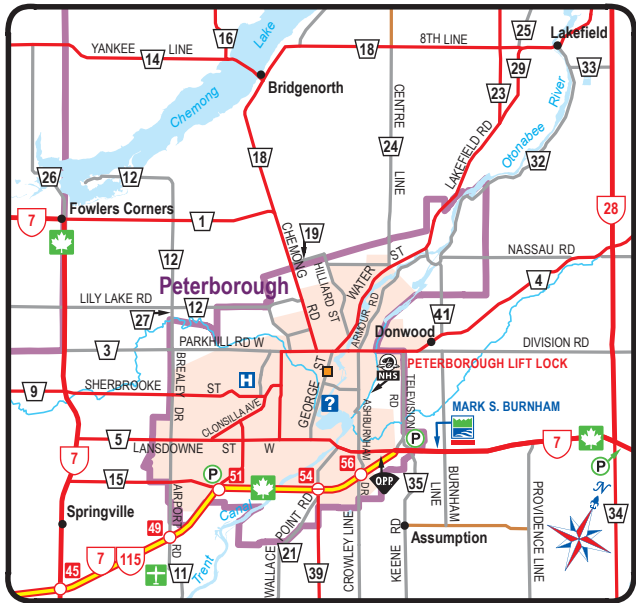 YANKEE LINE
14
16
Lake
18
8TH LINE
25
Lakefield
29
33
23
Bridgenorth
Chemong
CENTRE
24
LINE
LAKEFIELD RD
Otonabee
River
32
18
26
12
Fowlers Corners
7
1
28
CHEMONG
RD
19
HILLIARD ST
WATER ST
NASSAU RD
12
Peterborough
4
LILY LAKE RD
12
27
ARMOUR RD
41
Donwood
3
PARKHILL RD W
DIVISION RD
PETERBOROUGH LIFT LOCK
BREALEY DR
H
GEORGE ST
NHS
TELEVISION RD
9
SHERBROOKE ST
CLONSILLA AVE
?
ASHBURNHAM DR
MARK S. BURNHAM
5
LANSDOWNE ST W
P
7
7
15
P
51
54
56
OPP
35
P
Canal
AIRPORT RD
Springville
POINT RD
BURNHAM LINE
PROVIDENCE LINE
34
N
49
Assumption
7
115
11
Trent
WALLACE
21
39
CROWLEY LINE
KEENE RD
45